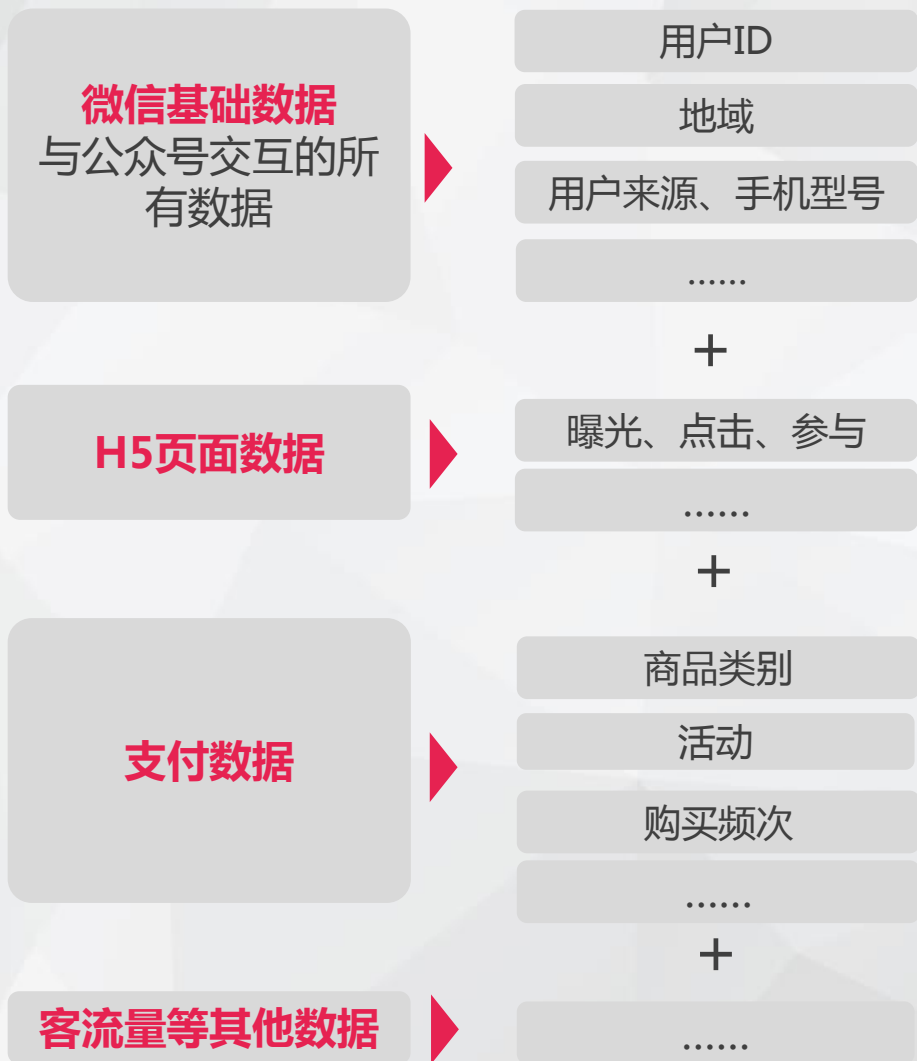 微信基础数据
与公众号交互的所
有数据
用户ID
地域
用户来源、手机型号
......
+
H5页面数据
曝光、点击、参与
......
+
支付数据
商品类别
活动
购买频次
......
+
客流量等其他数据
......